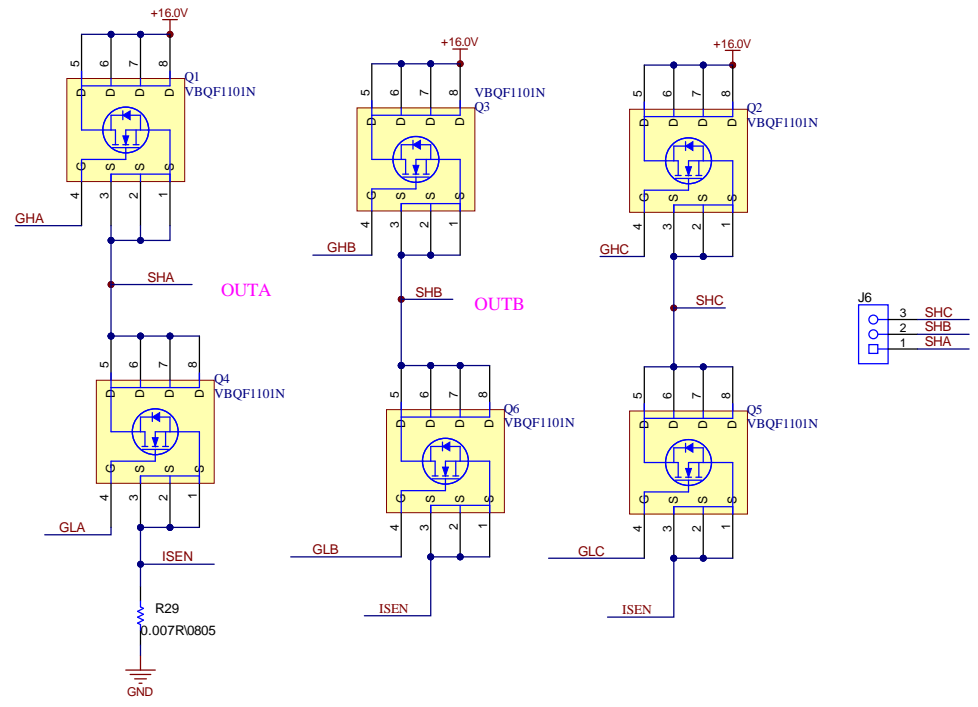 +16.0V
5 6 7 8
Q1
VBQF1101N
D D D D
G S S S
4 3 2 1
GHA
SHA
OUTA
5 6 7 8
Q4
VBQF1101N
D D D D
G S S S
4 3 2 1
GLA
ISEN
R29
0.007R\0805
GND
+16.0V
5 6 7 8
VBQF1101N
Q3
D D D D
G S S S
4 3 2 1
GHB
SHB
OUTB
5 6 7 8
Q6
VBQF1101N
D D D D
G S S S
4 3 2 1
GLB
ISEN
+16.0V
5 6 7 8
Q2
VBQF1101N
D D D D
G S S S
4 3 2 1
GHC
SHC
5 6 7 8
Q5
VBQF1101N
D D D D
G S S S
4 3 2 1
GLC
ISEN
J6
3 SHC
2 SHB
1 SHA